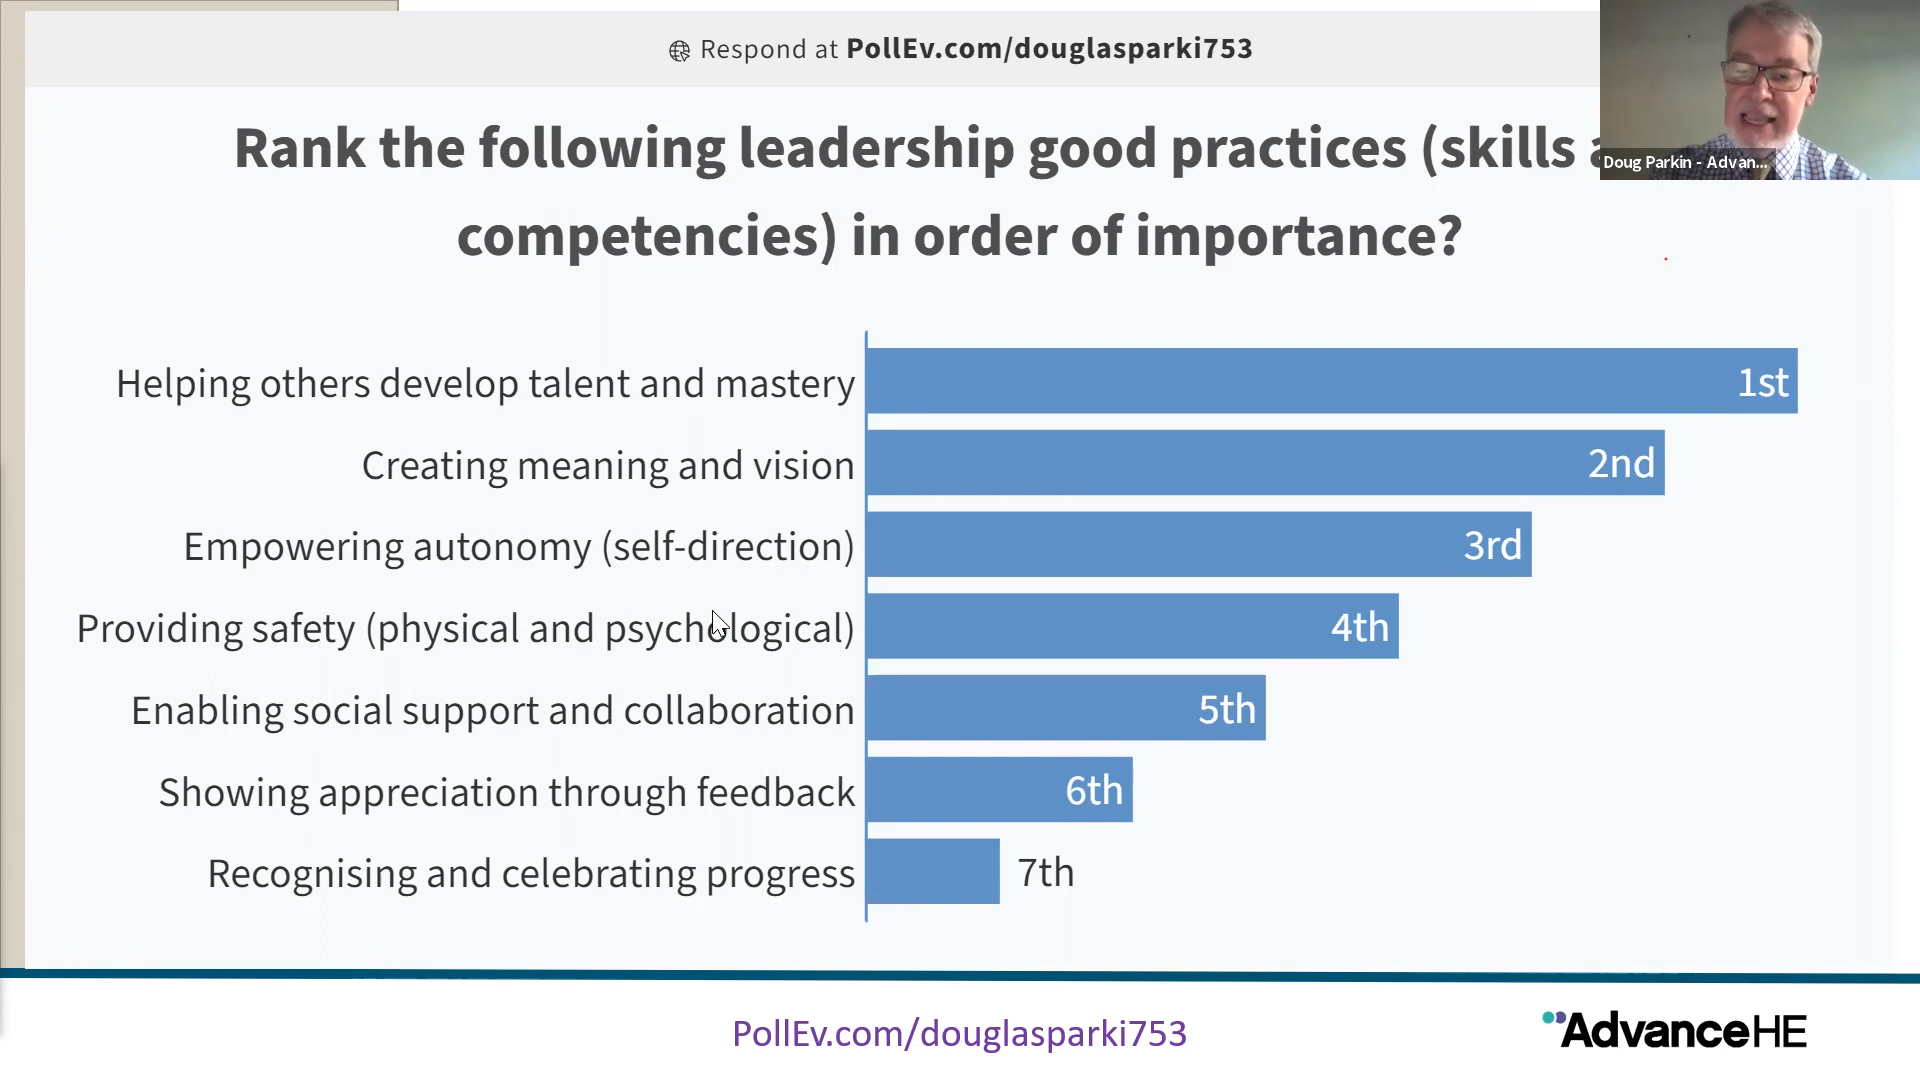 Respond at PollEv.com/douglasparki753
Rank the following leadership good practices (skills
competencies) in order of importance?
Doug Parkin - Advan...
Helping others develop talent and mastery 1st
Creating meaning and vision 2nd
Empowering autonomy (self-direction) 3rd
Providing safety (physical and psychological) 4th
Enabling social support and collaboration 5th
Showing appreciation through feedback 6th
Recognising and celebrating progress 7th
PollEv.com/douglasparki753
AdvanceHE